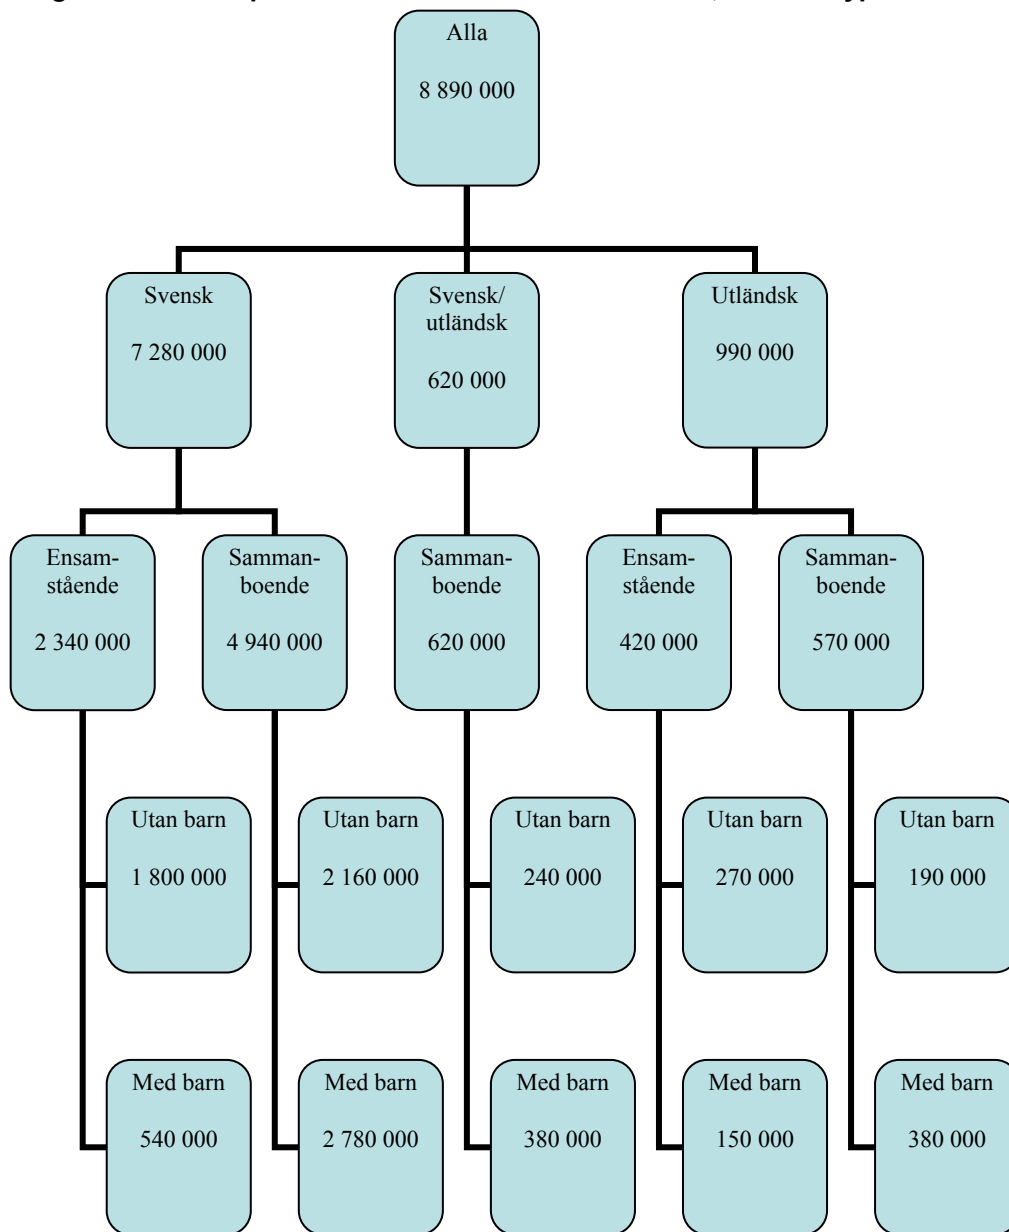 Alla
8 890 000
Svensk
7 280 000
Svensk/
utländsk
620 000
Utländsk
990 000
Ensam-
stående
2 340 000
Samman-
boende
4 940 000
Samman-
boende
620 000
Ensam-
stående
420 000
Samman-
boende
570 000
Utan barn
1 800 000
Utan barn
2 160 000
Utan barn
240 000
Utan barn
270 000
Utan barn
190 000
Med barn
540 000
Med barn
2 780 000
Med barn
380 000
Med barn
150 000
Med barn
380 000